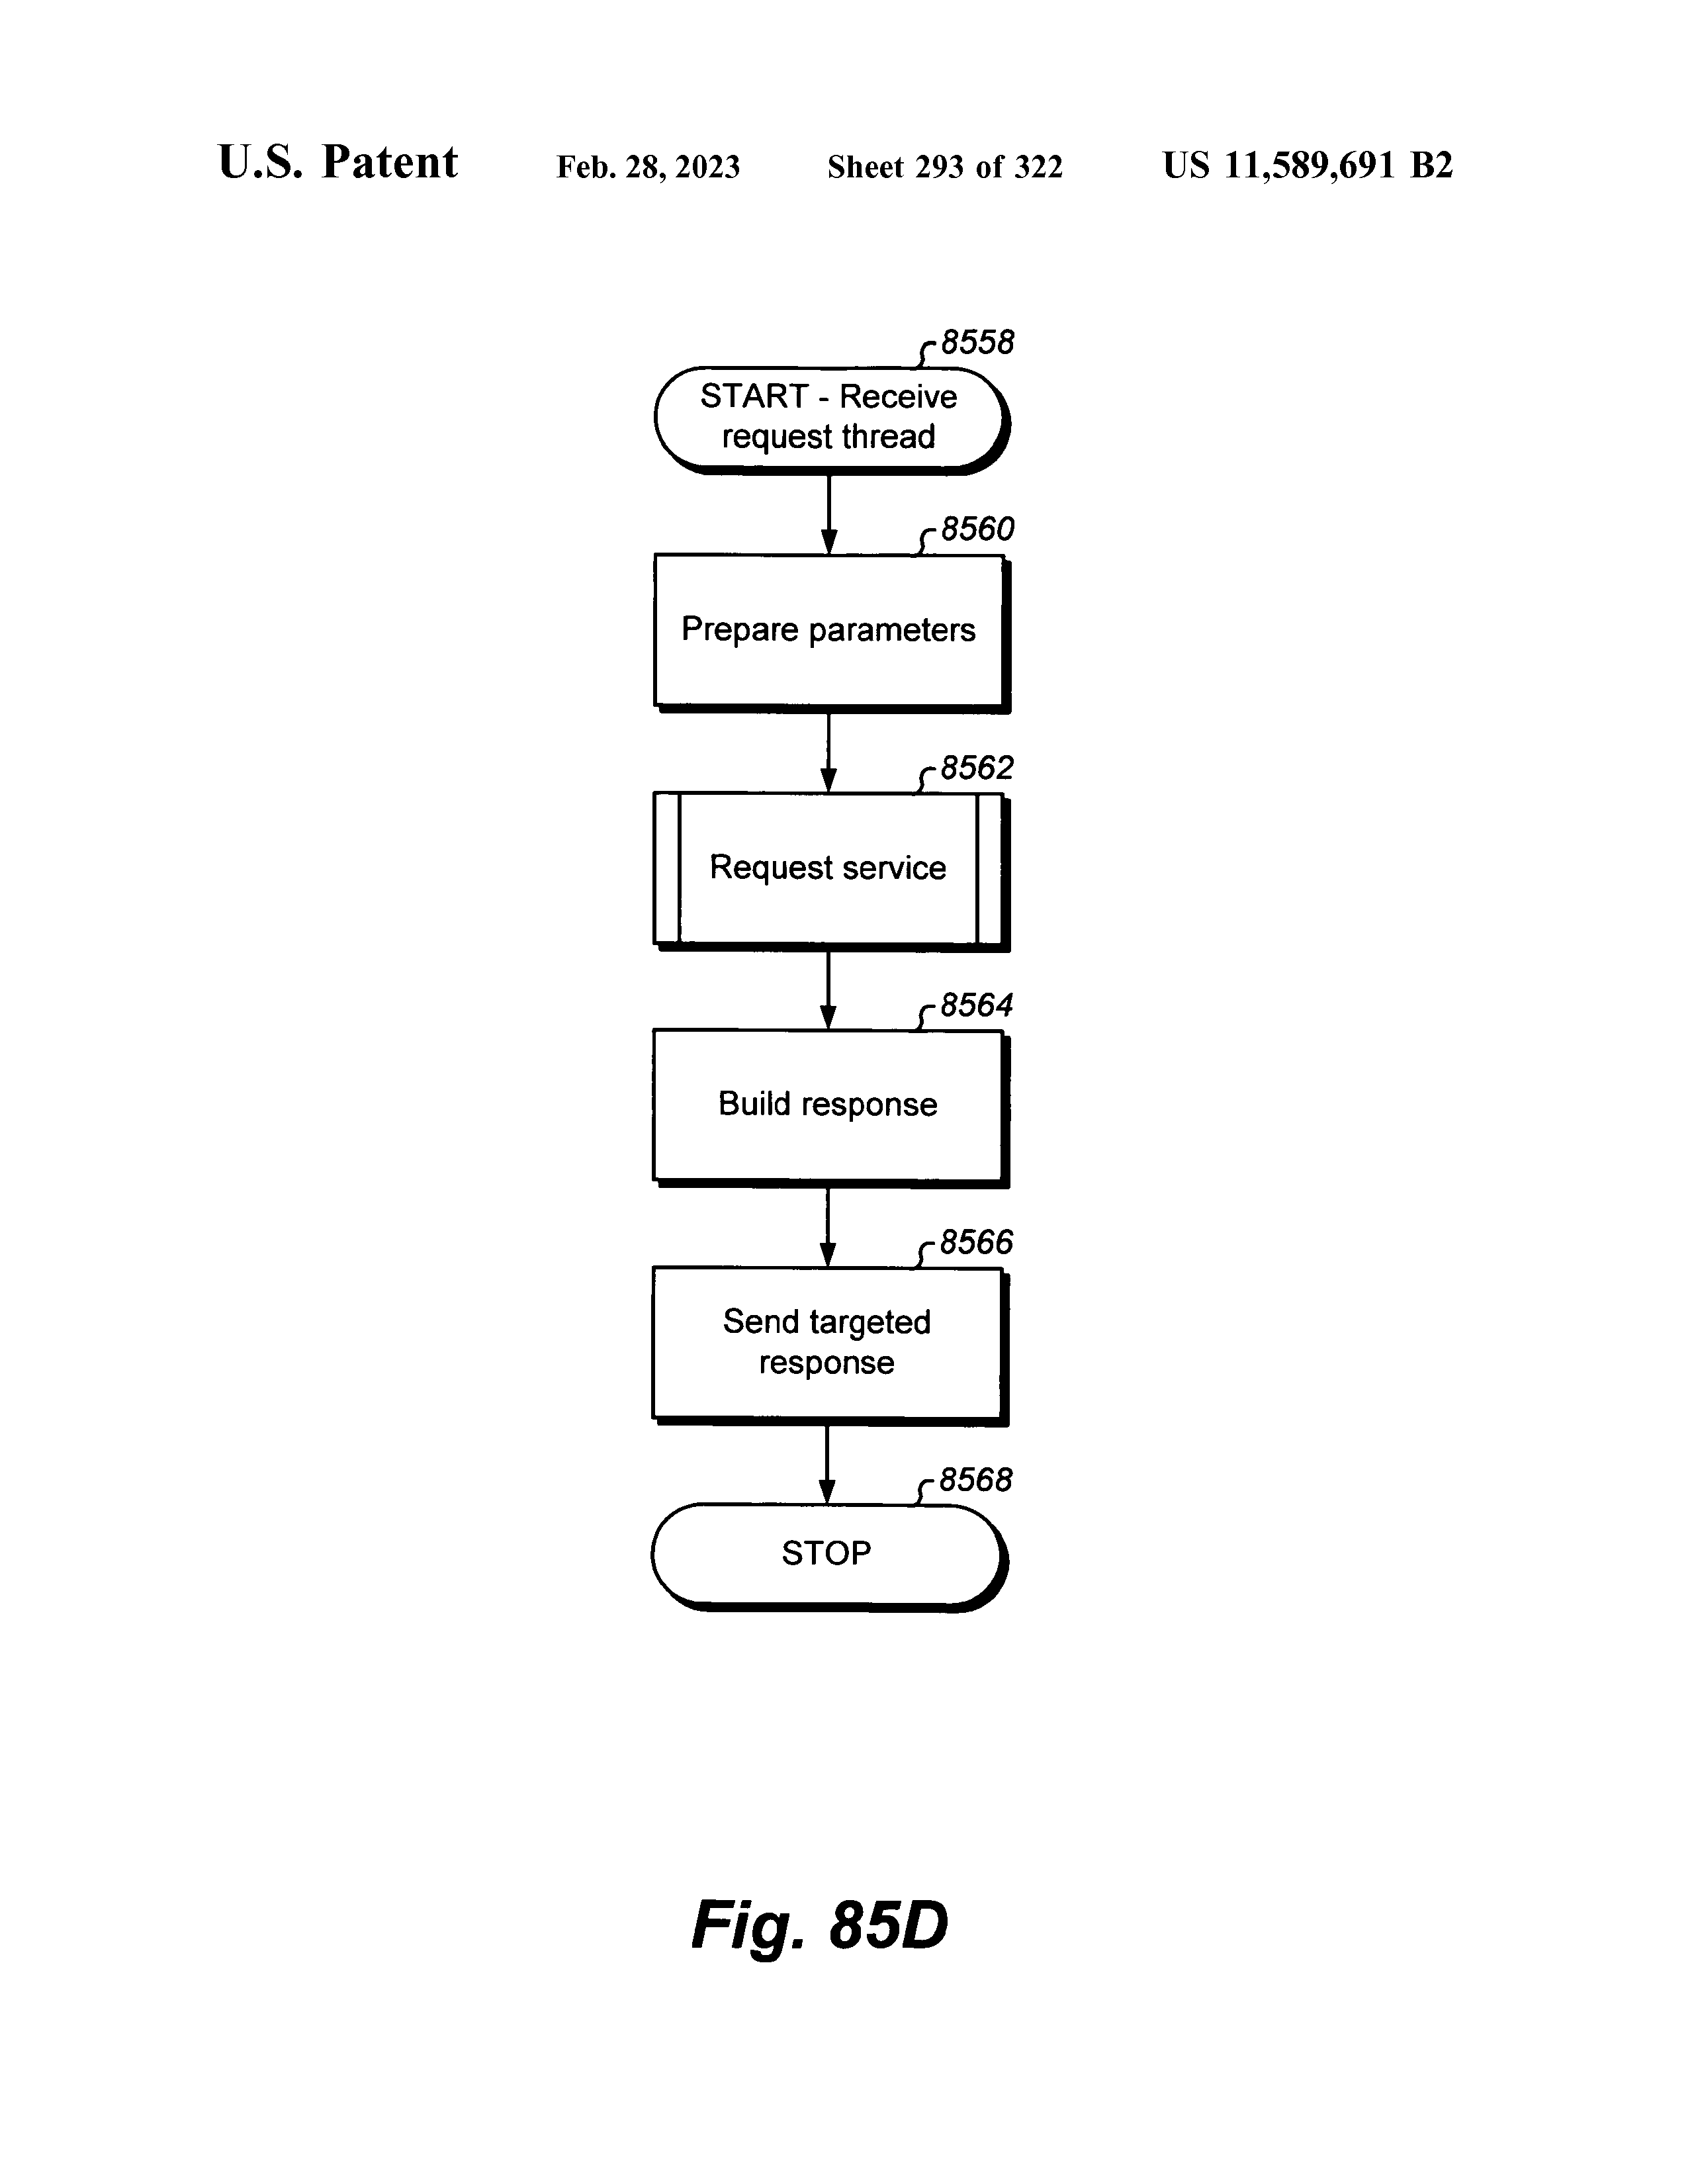 U.S. Patent Feb. 28, 2023 Sheet 293 of 322 US 11,589,691 B2
8558
START - Receive
request thread
8560
Prepare parameters
8562
Request service
8564
Build response
8566
Send targeted
response
8568
STOP
Fig. 85D